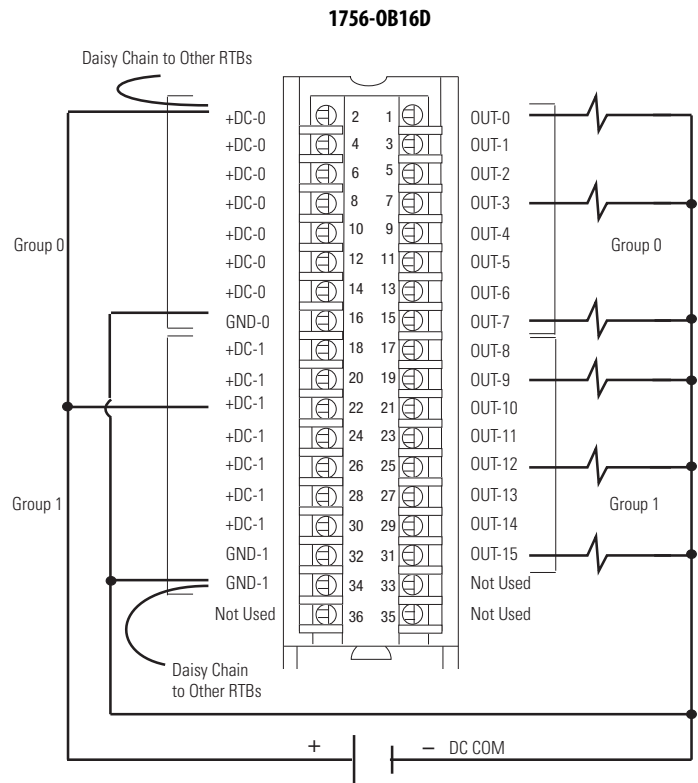 1756-OB16D
Daisy Chain to Other RTBs
+DC-0 2 1 OUT-0
+DC-0 4 3 OUT-1
+DC-0 6 5 OUT-2
+DC-0 8 7 OUT-3
+DC-0 10 9 OUT-4
Group 0 Group 0
+DC-0 12 11 OUT-5
+DC-0 14 13 OUT-6
GND-0 16 15 OUT-7
+DC-1 18 17 OUT-8
+DC-1 20 19 OUT-9
+DC-1 22 21 OUT-10
+DC-1 24 23 OUT-11
+DC-1 26 25 OUT-12
+DC-1 28 27 OUT-13
Group 1 Group 1
+DC-1 30 29 OUT-14
GND-1 32 31 OUT-15
GND-1 34 33 Not Used
Not Used 36 35 Not Used
Daisy Chain
to Other RTBs
+ − DC COM